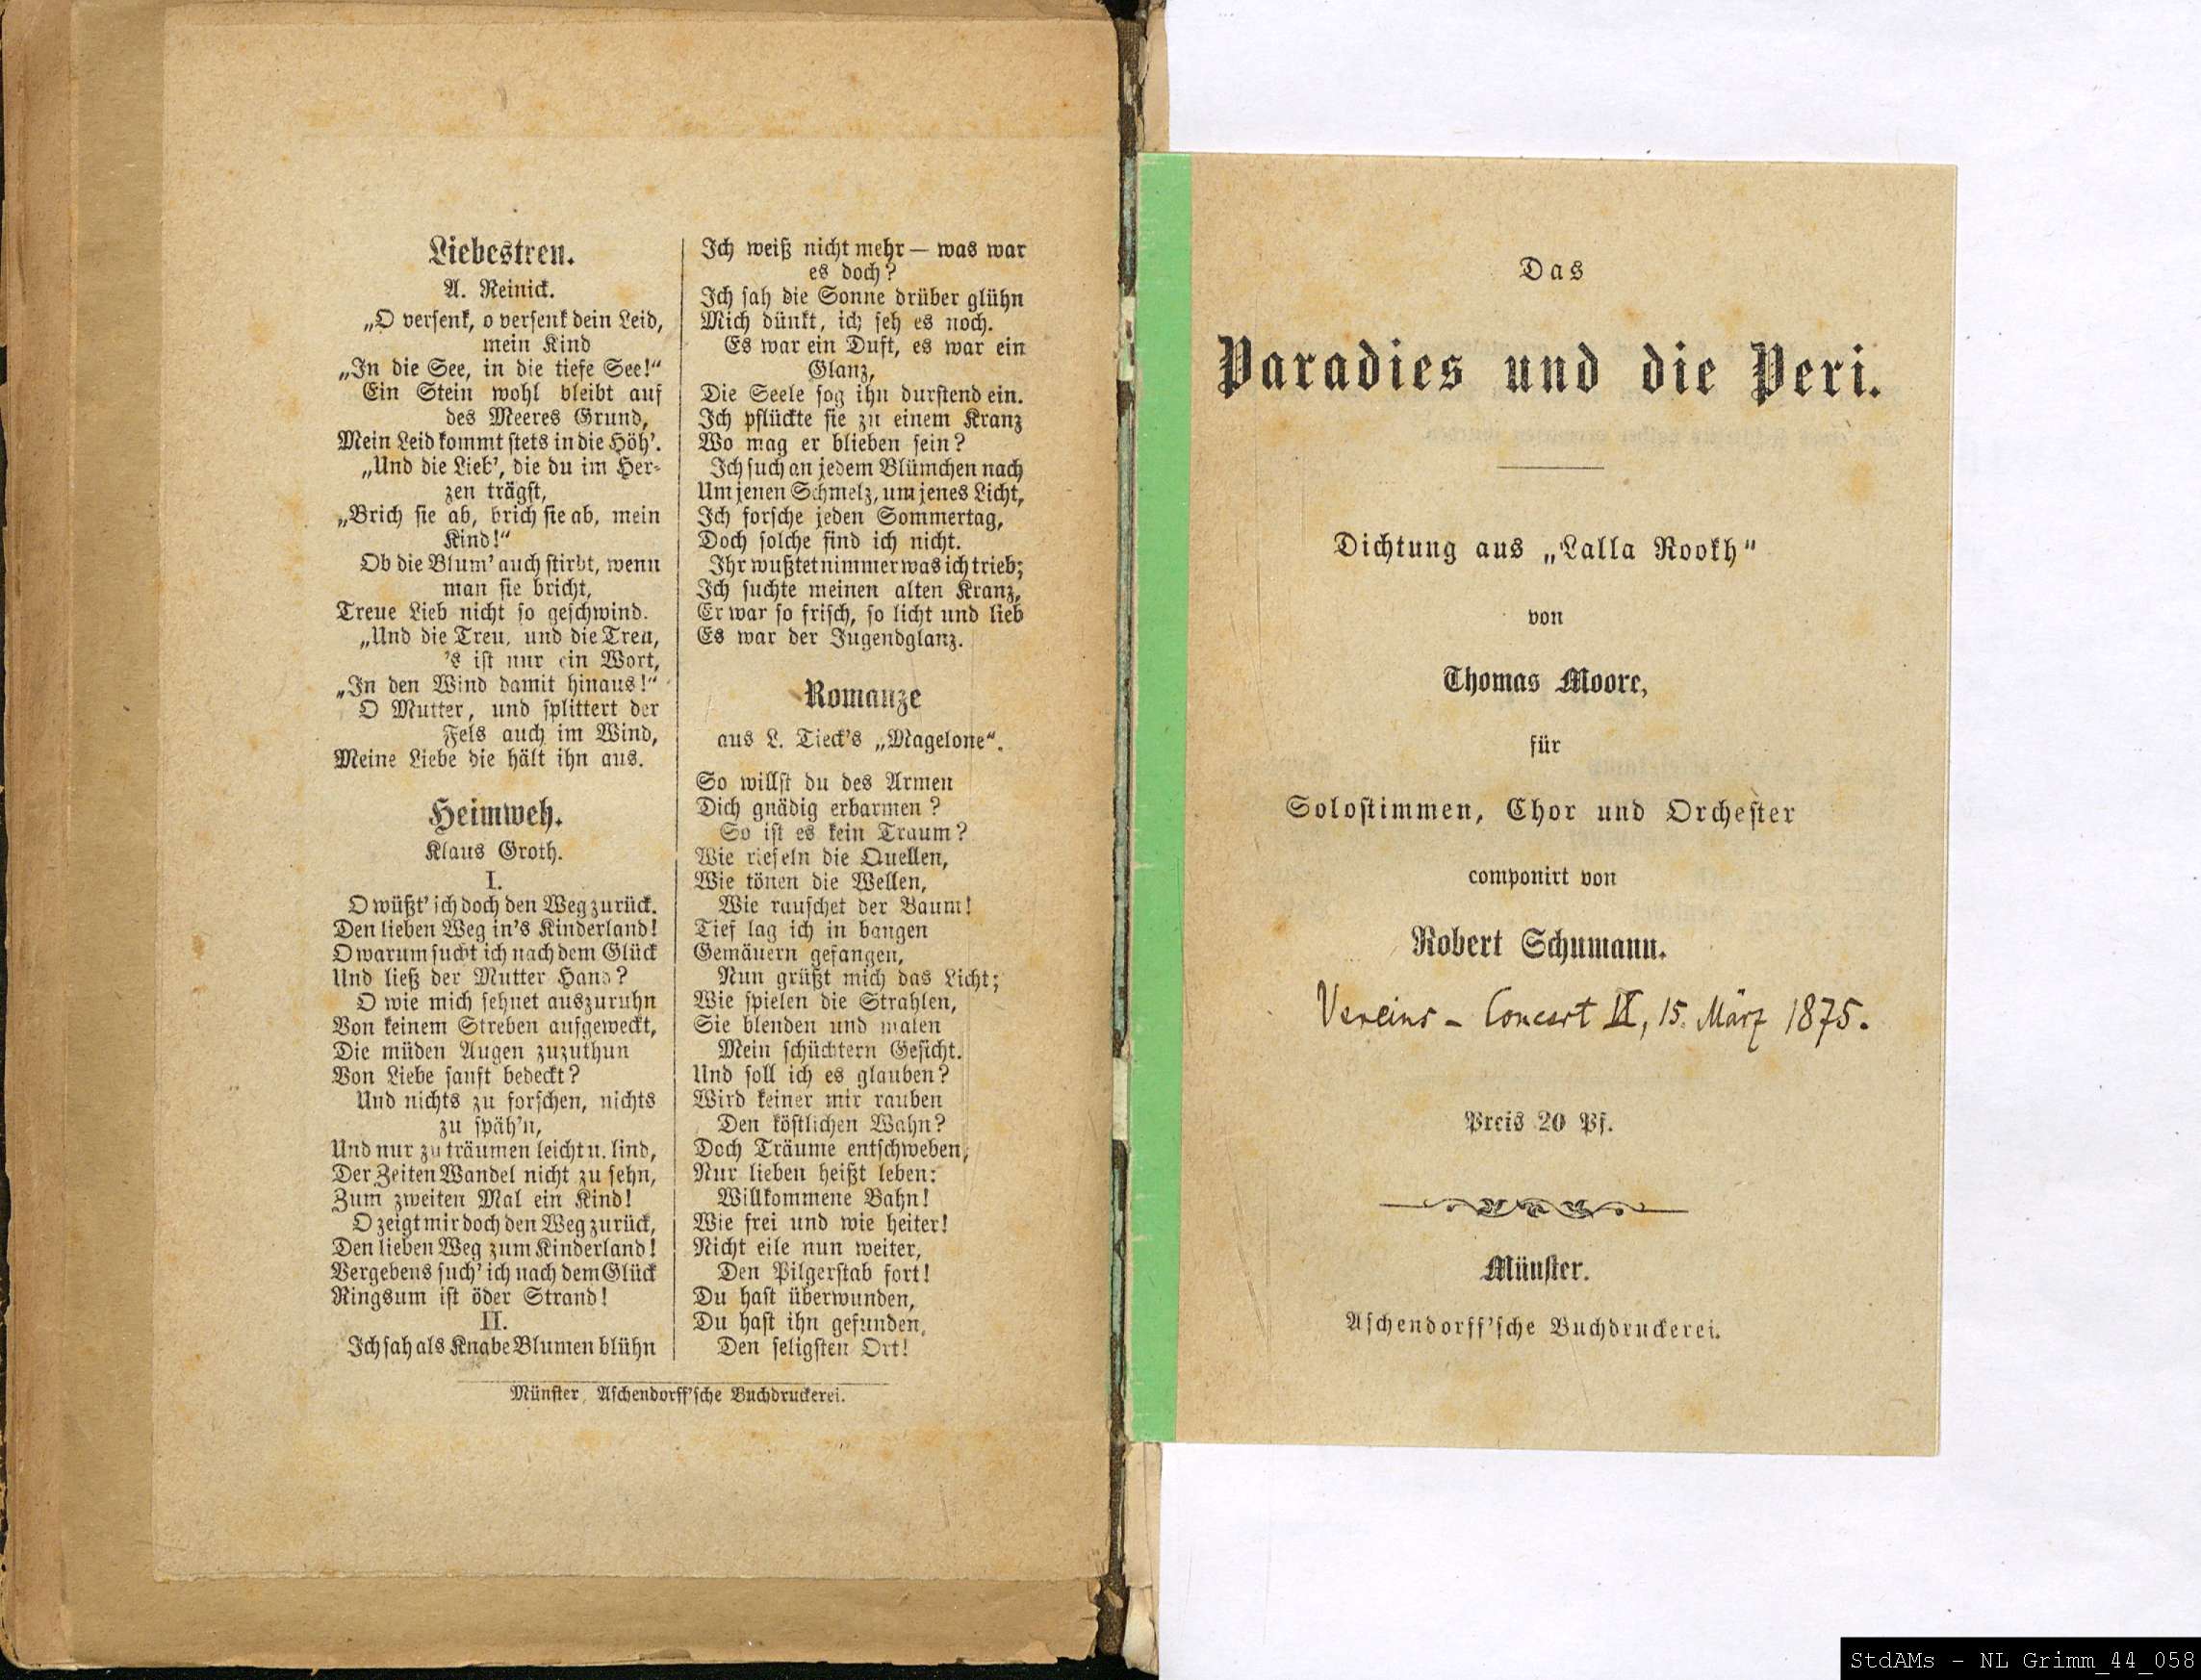 Liebestreu.
A. Reinick.
„O versenk, o versenk dein Leid,
mein Kind
„In die See, in die tiefe See!“
Ein Stein wohl bleibt auf
des Meeres Grund,
Mein Leid kommt stets in die Höh'.
„Und die Lieb', die du im Her-
zen trägst,
„Brich sie ab, brich sie ab, mein
Kind!“
Ob die Blum' auch stirbt, wenn
man sie bricht,
Treue Lieb nicht so geschwind.
„Und die Treu, und die Treu,
's ist nur ein Wort,
„In den Wind damit hinaus!“
O Mutter, und splittert der
Fels auch im Wind,
Meine Liebe die hält ihn aus.
Heimweh.
Klaus Groth.
I.
O wüßt' ich doch den Weg zurück.
Den lieben Weg in's Kinderland!
O warum sucht ich nach dem Glück
Und ließ der Mutter Hand?
O wie mich sehnet auszuruhn
Von keinem Streben aufgeweckt,
Die müden Augen zuzuthun
Von Liebe sanft bedeckt?
Und nichts zu forschen, nichts
zu späh'n,
Und nur zu träumen leicht u. lind,
Der Zeiten Wandel nicht zu sehn,
Zum zweiten Mal ein Kind!
O zeigt mir doch den Weg zurück,
Den lieben Weg zum Kinderland!
Vergebens such' ich nach dem Glück
Ringsum ist öder Strand!
II.
Ich sah als Knabe Blumen blühn
Ich weiß nicht mehr — was war
es doch?
Ich sah die Sonne drüber glühn
Mich dünkt, ich seh es noch.
Es war ein Duft, es war ein
Glanz,
Die Seele sog ihn durstend ein.
Ich pflückte sie zu einem Kranz
Wo mag er blieben sein?
Ich such an jedem Blümchen nach
Um jenen Schmelz, um jenes Licht,
Ich forsche jeden Sommertag,
Doch solche find ich nicht.
Ihr wußtet nimmer was ich trieb;
Ich suchte meinen alten Kranz,
Er war so frisch, so licht und lieb
Es war der Jugendglanz.
Romanze
aus L. Tieck's „Magelone“.
So willst du des Armen
Dich gnädig erbarmen?
So ist es kein Traum?
Wie rieseln die Quellen,
Wie tönen die Wellen,
Wie rauschet der Baum!
Tief lag ich in bangen
Gemäuern gefangen,
Nun grüßt mich das Licht;
Wie spielen die Strahlen,
Sie blenden und malen
Mein schüchtern Gesicht.
Und soll ich es glauben?
Wird keiner mir rauben
Den köstlichen Wahn?
Doch Träume entschweben,
Nur lieben heißt leben:
Willkommene Bahn!
Wie frei und wie heiter!
Nicht eile nun weiter,
Den Pilgerstab fort!
Du hast überwunden,
Du hast ihn gefunden,
Den seligsten Ort!
Münster, Aschendorff'sche Buchdruckerei.
Das
Paradies und die Peri.
Dichtung aus „Lalla Rookh“
von
Thomas Moore,
für
Solostimmen, Chor und Orchester
componirt von
Robert Schumann.
Vereins - Concert IX, 15. März 1875.
Preis 20 Pf.
Münster.
Aschendorff'sche Buchdruckerei.
StdAMs - NL Grimm_44_058